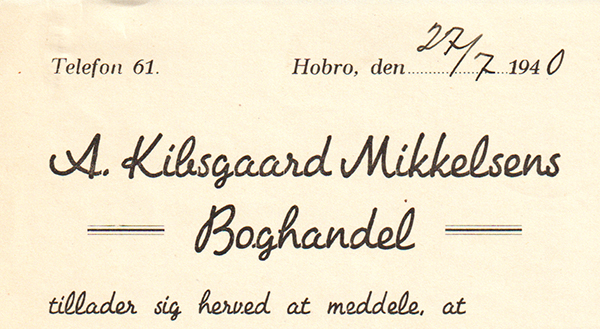 Telefon 61.
Hobro, den 27/7 1940
A. Kibsgaard Mikkelsens
Boghandel
tillader sig herved at meddele, at